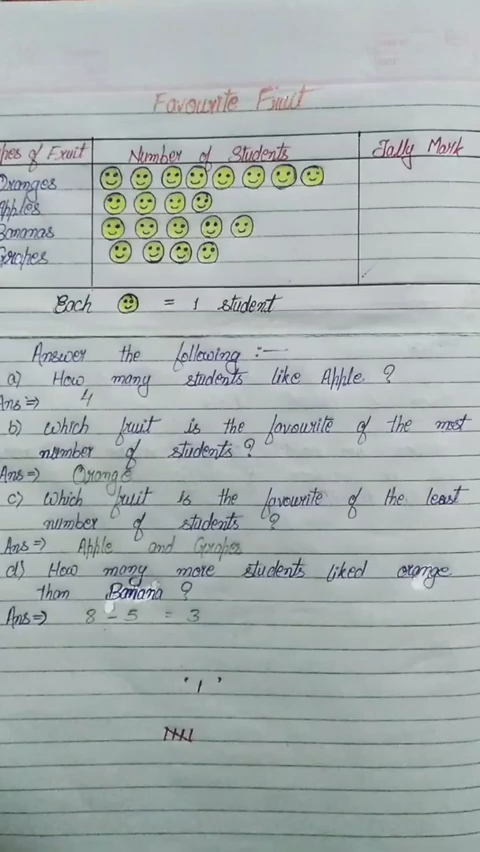 Favourite Fruit
pes of Fruit Number of Students Tally Mark
Oranges
Apples
Bananas
Grapes
Each = 1 student
Answer the following :—
a) How many students like Apple ?
Ans => 4
b) Which fruit is the favourite of the most
number of students ?
Ans => Orange
c) Which fruit is the favourite of the least
number of students ?
Ans => Apple and Grapes
d) How many more students liked orange
than Banana ?
Ans => 8 - 5 = 3
' | '